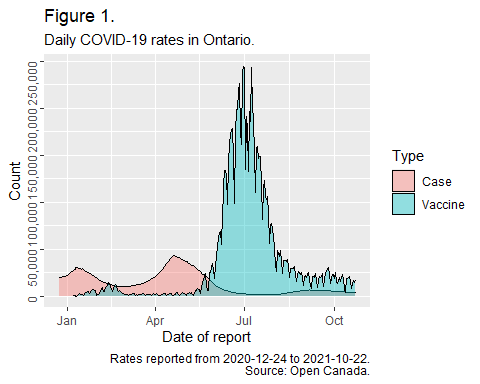 Figure 1.
Daily COVID-19 rates in Ontario.
Count
250,000
200,000
150,000
100,000
50,000
0
Jan
Apr
Jul
Oct
Date of report
Type
Case
Vaccine
Rates reported from 2020-12-24 to 2021-10-22.
Source: Open Canada.